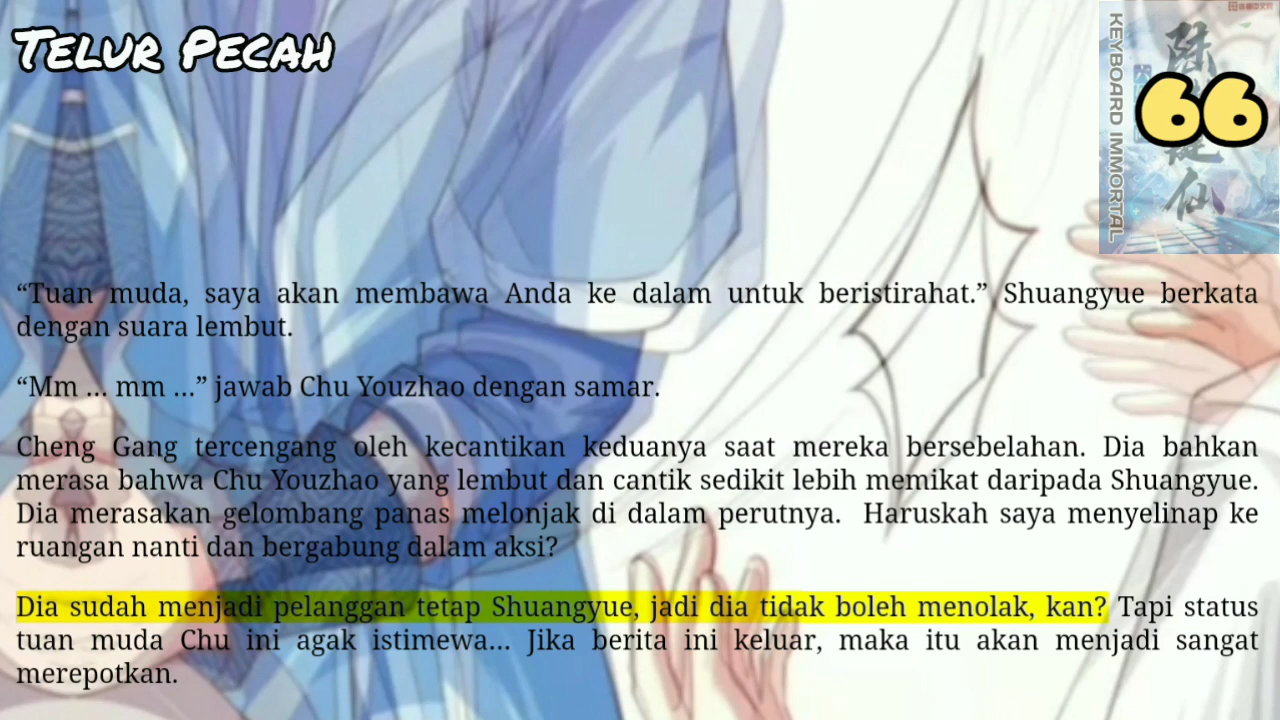 TELUR PECAH
KEYBOARD IMMORTAL
66
仙
“Tuan muda, saya akan membawa Anda ke dalam untuk beristirahat.” Shuangyue berkata
dengan suara lembut.
“Mm ... mm ...” jawab Chu Youzhao dengan samar.
Cheng Gang tercengang oleh kecantikan keduanya saat mereka bersebelahan. Dia bahkan
merasa bahwa Chu Youzhao yang lembut dan cantik sedikit lebih memikat daripada Shuangyue.
Dia merasakan gelombang panas melonjak di dalam perutnya. Haruskah saya menyelinap ke
ruangan nanti dan bergabung dalam aksi?
Dia sudah menjadi pelanggan tetap Shuangyue, jadi dia tidak boleh menolak, kan? Tapi status
tuan muda Chu ini agak istimewa... Jika berita ini keluar, maka itu akan menjadi sangat
merepotkan.